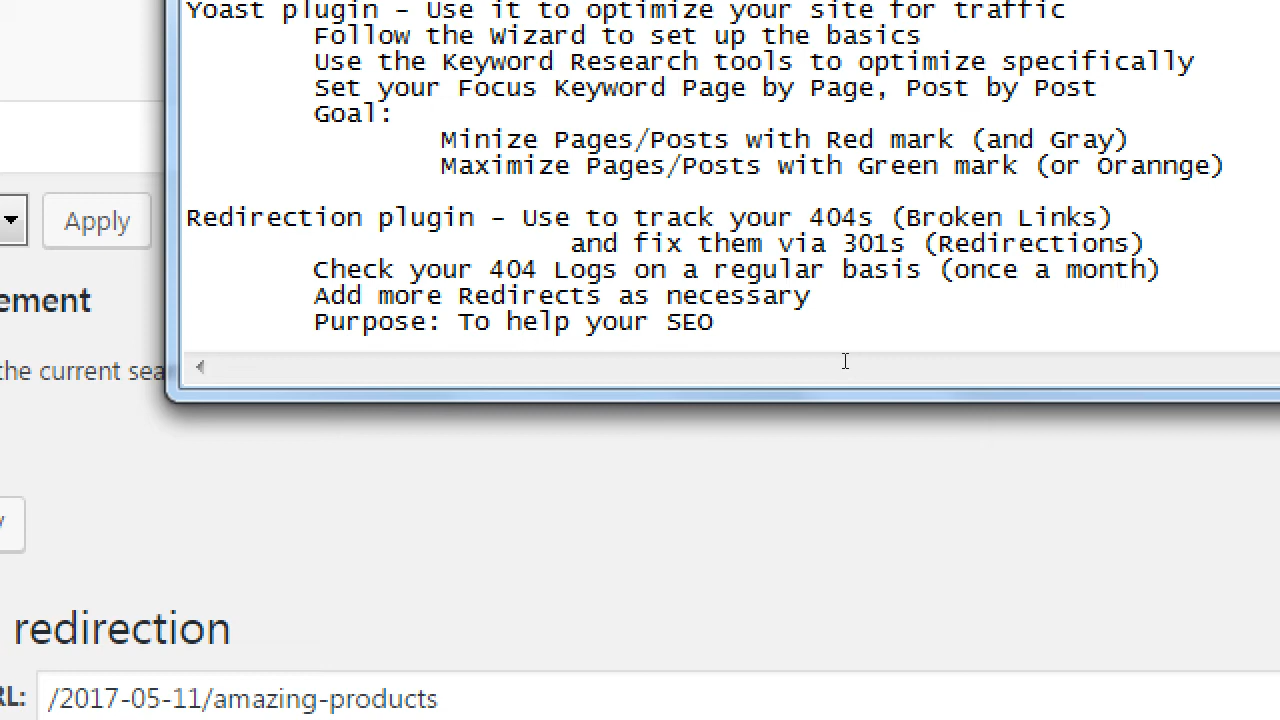 Yoast plugin – Use it to optimize your site for traffic
Follow the Wizard to set up the basics
Use the Keyword Research tools to optimize specifically
Set your Focus Keyword Page by Page, Post by Post
Goal:
Minize Pages/Posts with Red mark (and Gray)
Maximize Pages/Posts with Green mark (or Orannge)
Redirection plugin – Use to track your 404s (Broken Links)
and fix them via 301s (Redirections)
Check your 404 Logs on a regular basis (once a month)
Add more Redirects as necessary
Purpose: To help your SEO
Apply
ement
the current sea
redirection
RL: /2017-05-11/amazing-products